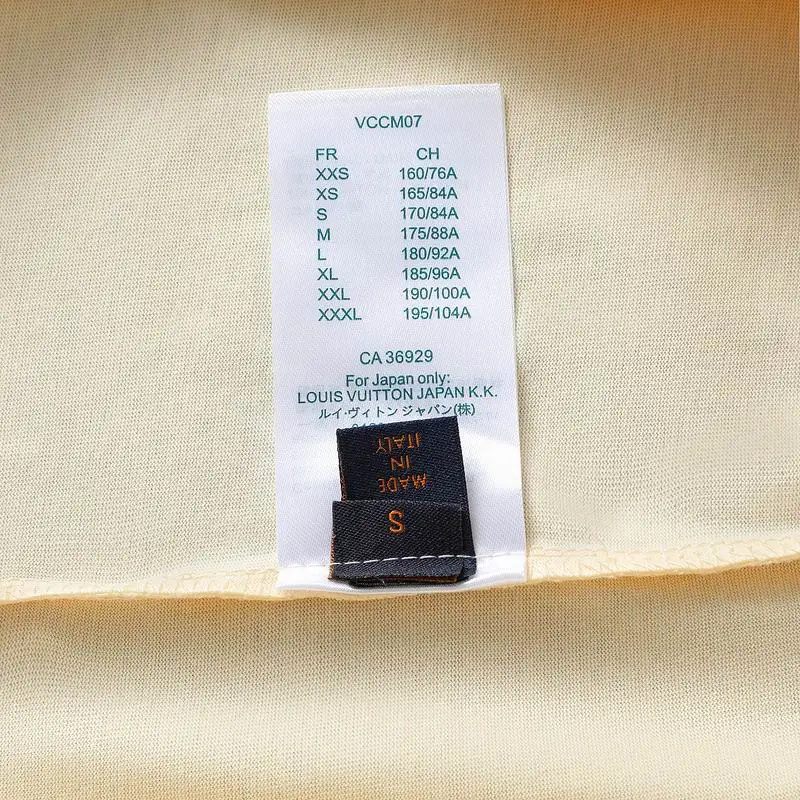 VCCM07
FR CH
XXS 160/76A
XS 165/84A
S 170/84A
M 175/88A
L 180/92A
XL 185/96A
XXL 190/100A
XXXL 195/104A
CA 36929
For Japan only:
LOUIS VUITTON JAPAN K.K.
ルイ·ヴィトン ジャパン(株)
MADE
IN
ITALY
S